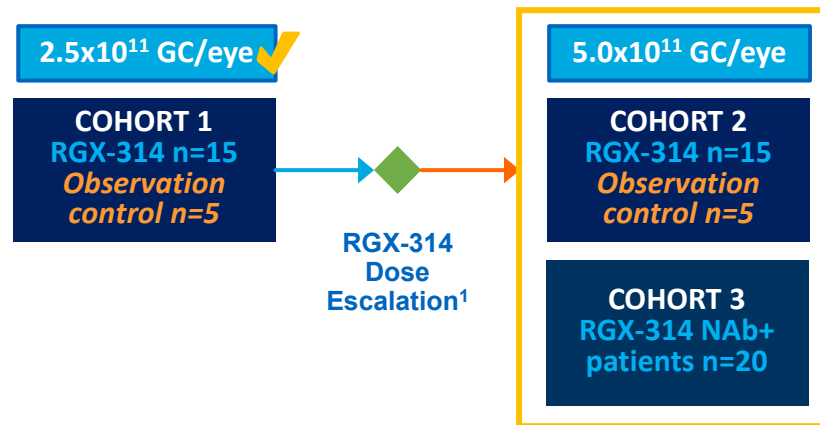 2.5x10¹¹ GC/eye
COHORT 1
RGX-314 n=15
Observation
control n=5
RGX-314
Dose
Escalation¹
5.0x10¹¹ GC/eye
COHORT 2
RGX-314 n=15
Observation
control n=5
COHORT 3
RGX-314 NAb+
patients n=20